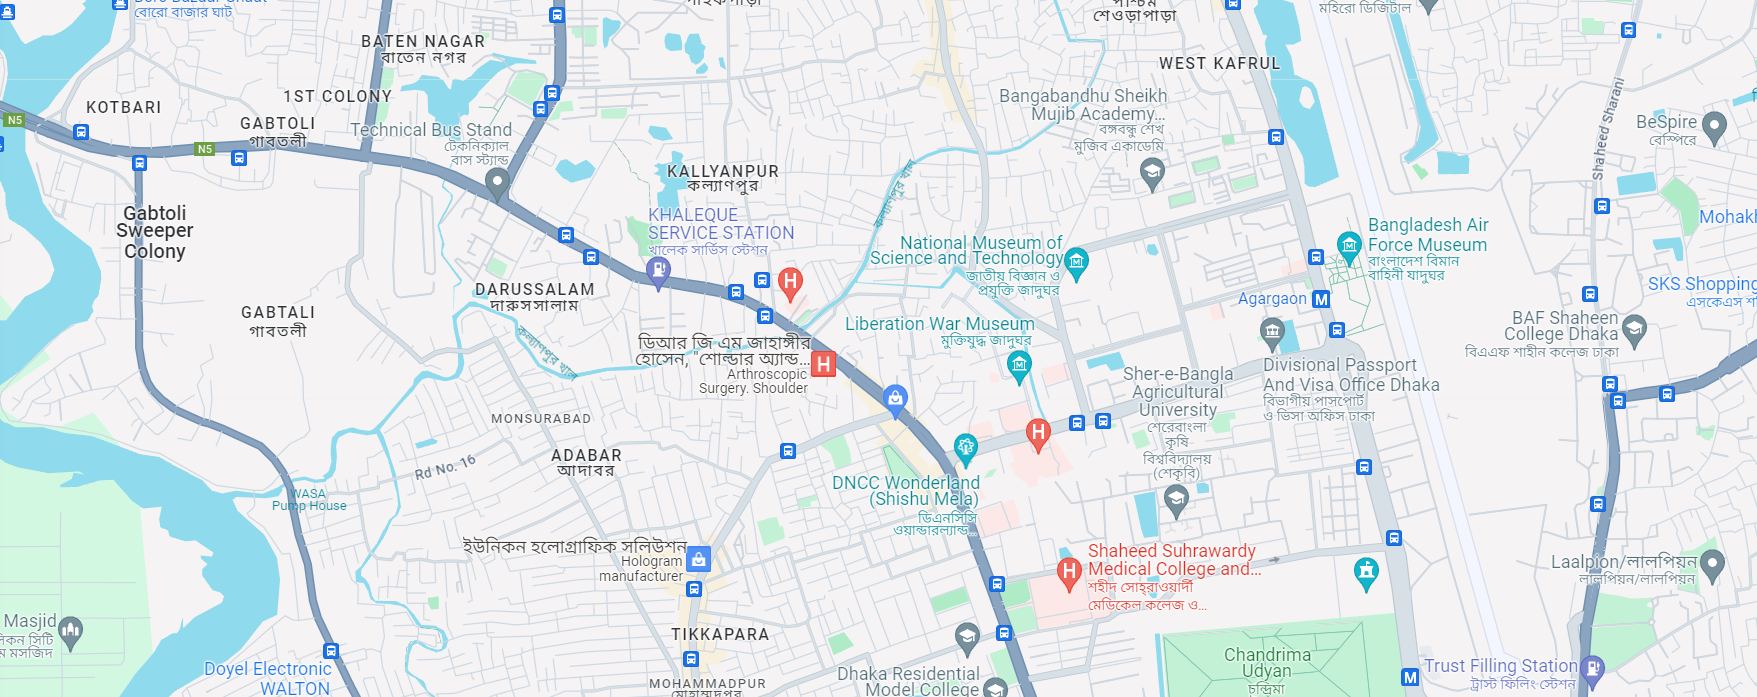 বোরো বাজার ঘাট
BATEN NAGAR
বাতেন নগর
পশ্চিম
শেওড়াপাড়া
WEST KAFRUL
KOTBARI
1ST COLONY
GABTOLI
গাবতলী
N5
N5
Technical Bus Stand
টেকনিক্যাল
বাস স্ট্যান্ড
Bangabandhu Sheikh
Mujib Academy...
বঙ্গবন্ধু শেখ
মুজিব একাডেমি
Shaheed Sharani
BeSpire
বেস্পিরে
KALLYANPUR
কল্যাণপুর
কল্যাণপুর খাল
Gabtoli
Sweeper
Colony
KHALEQUE
SERVICE STATION
খালেক সার্ভিস স্টেশন
National Museum of
Science and Technology
জাতীয় বিজ্ঞান ও
প্রযুক্তি জাদুঘর
Bangladesh Air
Force Museum
বাংলাদেশ বিমান
বাহিনী যাদুঘর
Mohakh
DARUSSALAM
দারুসসালাম
Agargaon
SKS Shopping
GABTALI
গাবতলী
কল্যাণপুর খাল
Liberation War Museum
মুক্তিযুদ্ধ জাদুঘর
BAF Shaheen
College Dhaka
বিএএফ শাহীন কলেজ ঢাকা
ডিআর জি এম জাহাঙ্গীর
হোসেন, "শোল্ডার অ্যান্ড...
Arthroscopic
Surgery. Shoulder
Sher-e-Bangla
Agricultural
University
শেরেবাংলা
কৃষি
বিশ্ববিদ্যালয়
(শেকৃবি)
Divisional Passport
And Visa Office Dhaka
বিভাগীয় পাসপোর্ট
ও ভিসা অফিস ঢাকা
MONSURABAD
Rd No. 16
ADABAR
আদাবর
WASA
Pump House
DNCC Wonderland
(Shishu Mela)
ডিএনসিসি
ওয়ান্ডারল্যান্ড...
ইউনিকন হলোগ্রাফিক সলিউশন
Hologram
manufacturer
Shaheed Suhrawardy
Medical College and...
শহীদ সোহ্‌রাওয়ার্দী
মেডিকেল কলেজ ও...
Laalpion/লালপিয়ন
লালপিয়ন/লালপিয়ন
Masjid
TIKKAPARA
Doyel Electronic
WALTON
MOHAMMADPUR
Dhaka Residential
Model College
Chandrima
Udyan
চন্দ্রিমা
Trust Filling Station
ট্রাস্ট ফিলিং স্টেশন